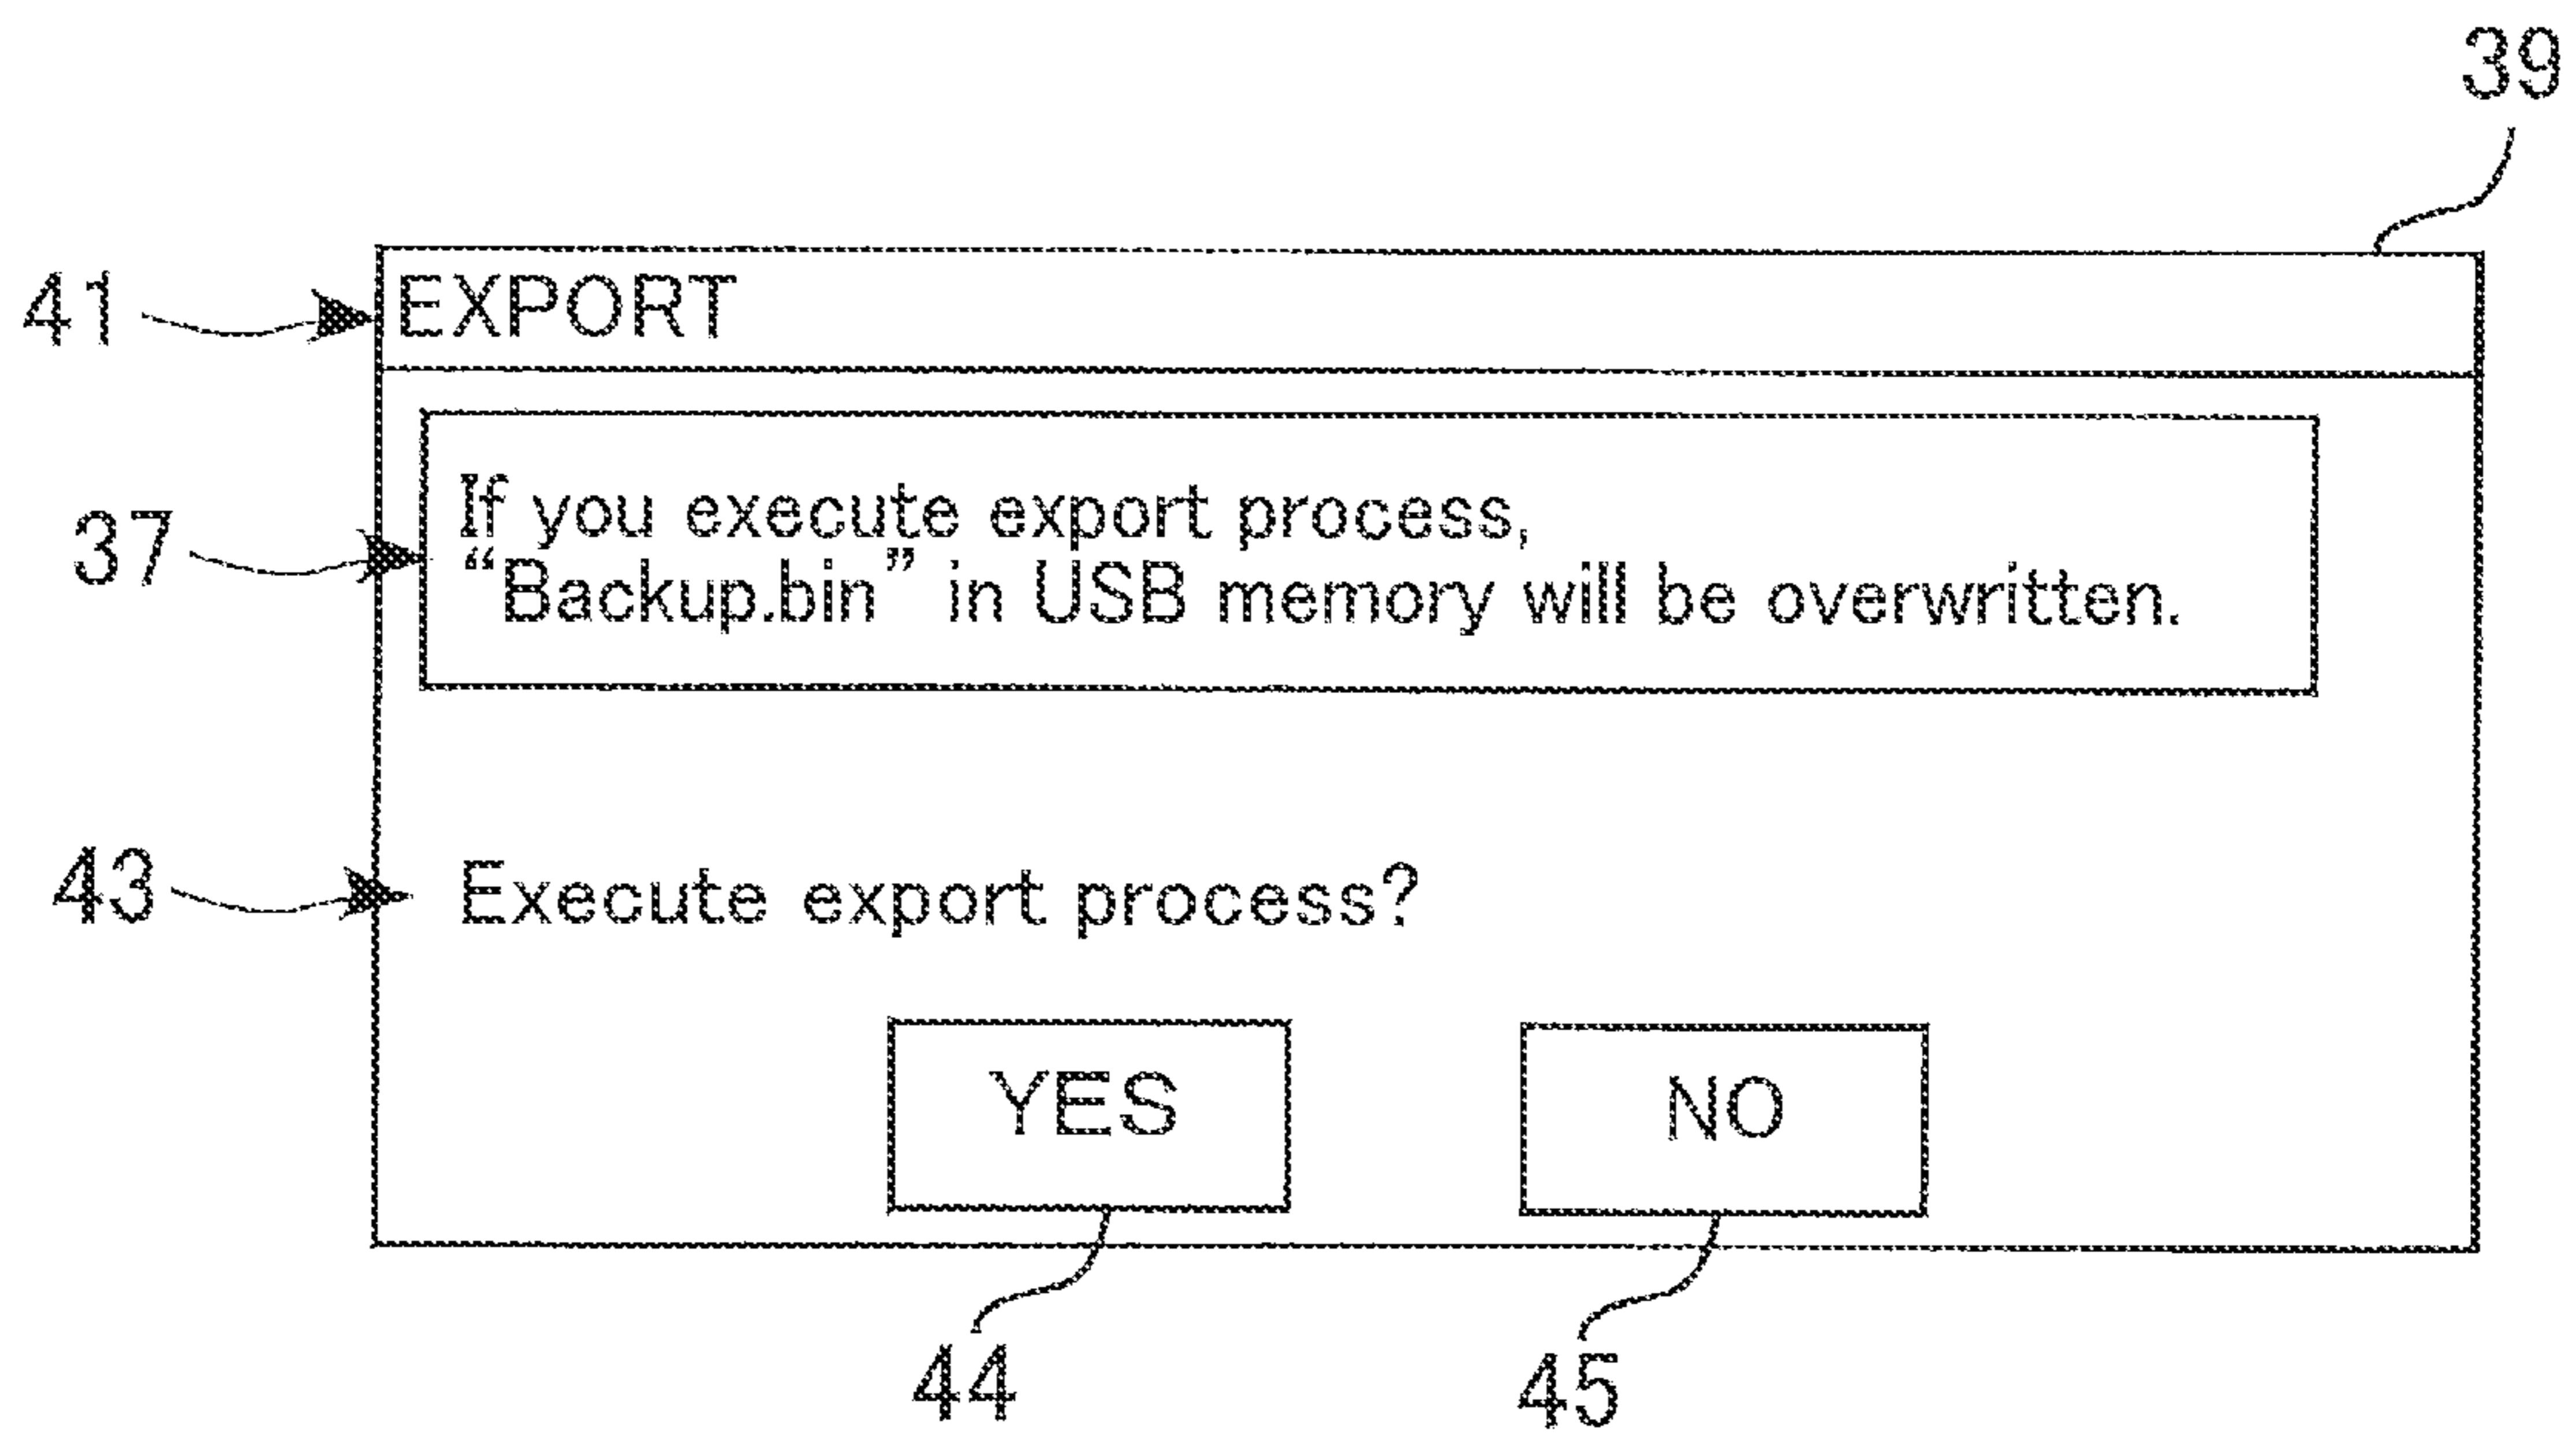 39
41
EXPORT
37
If you execute export process,
“Backup.bin” in USB memory will be overwritten.
43
Execute export process?
YES
NO
44
45